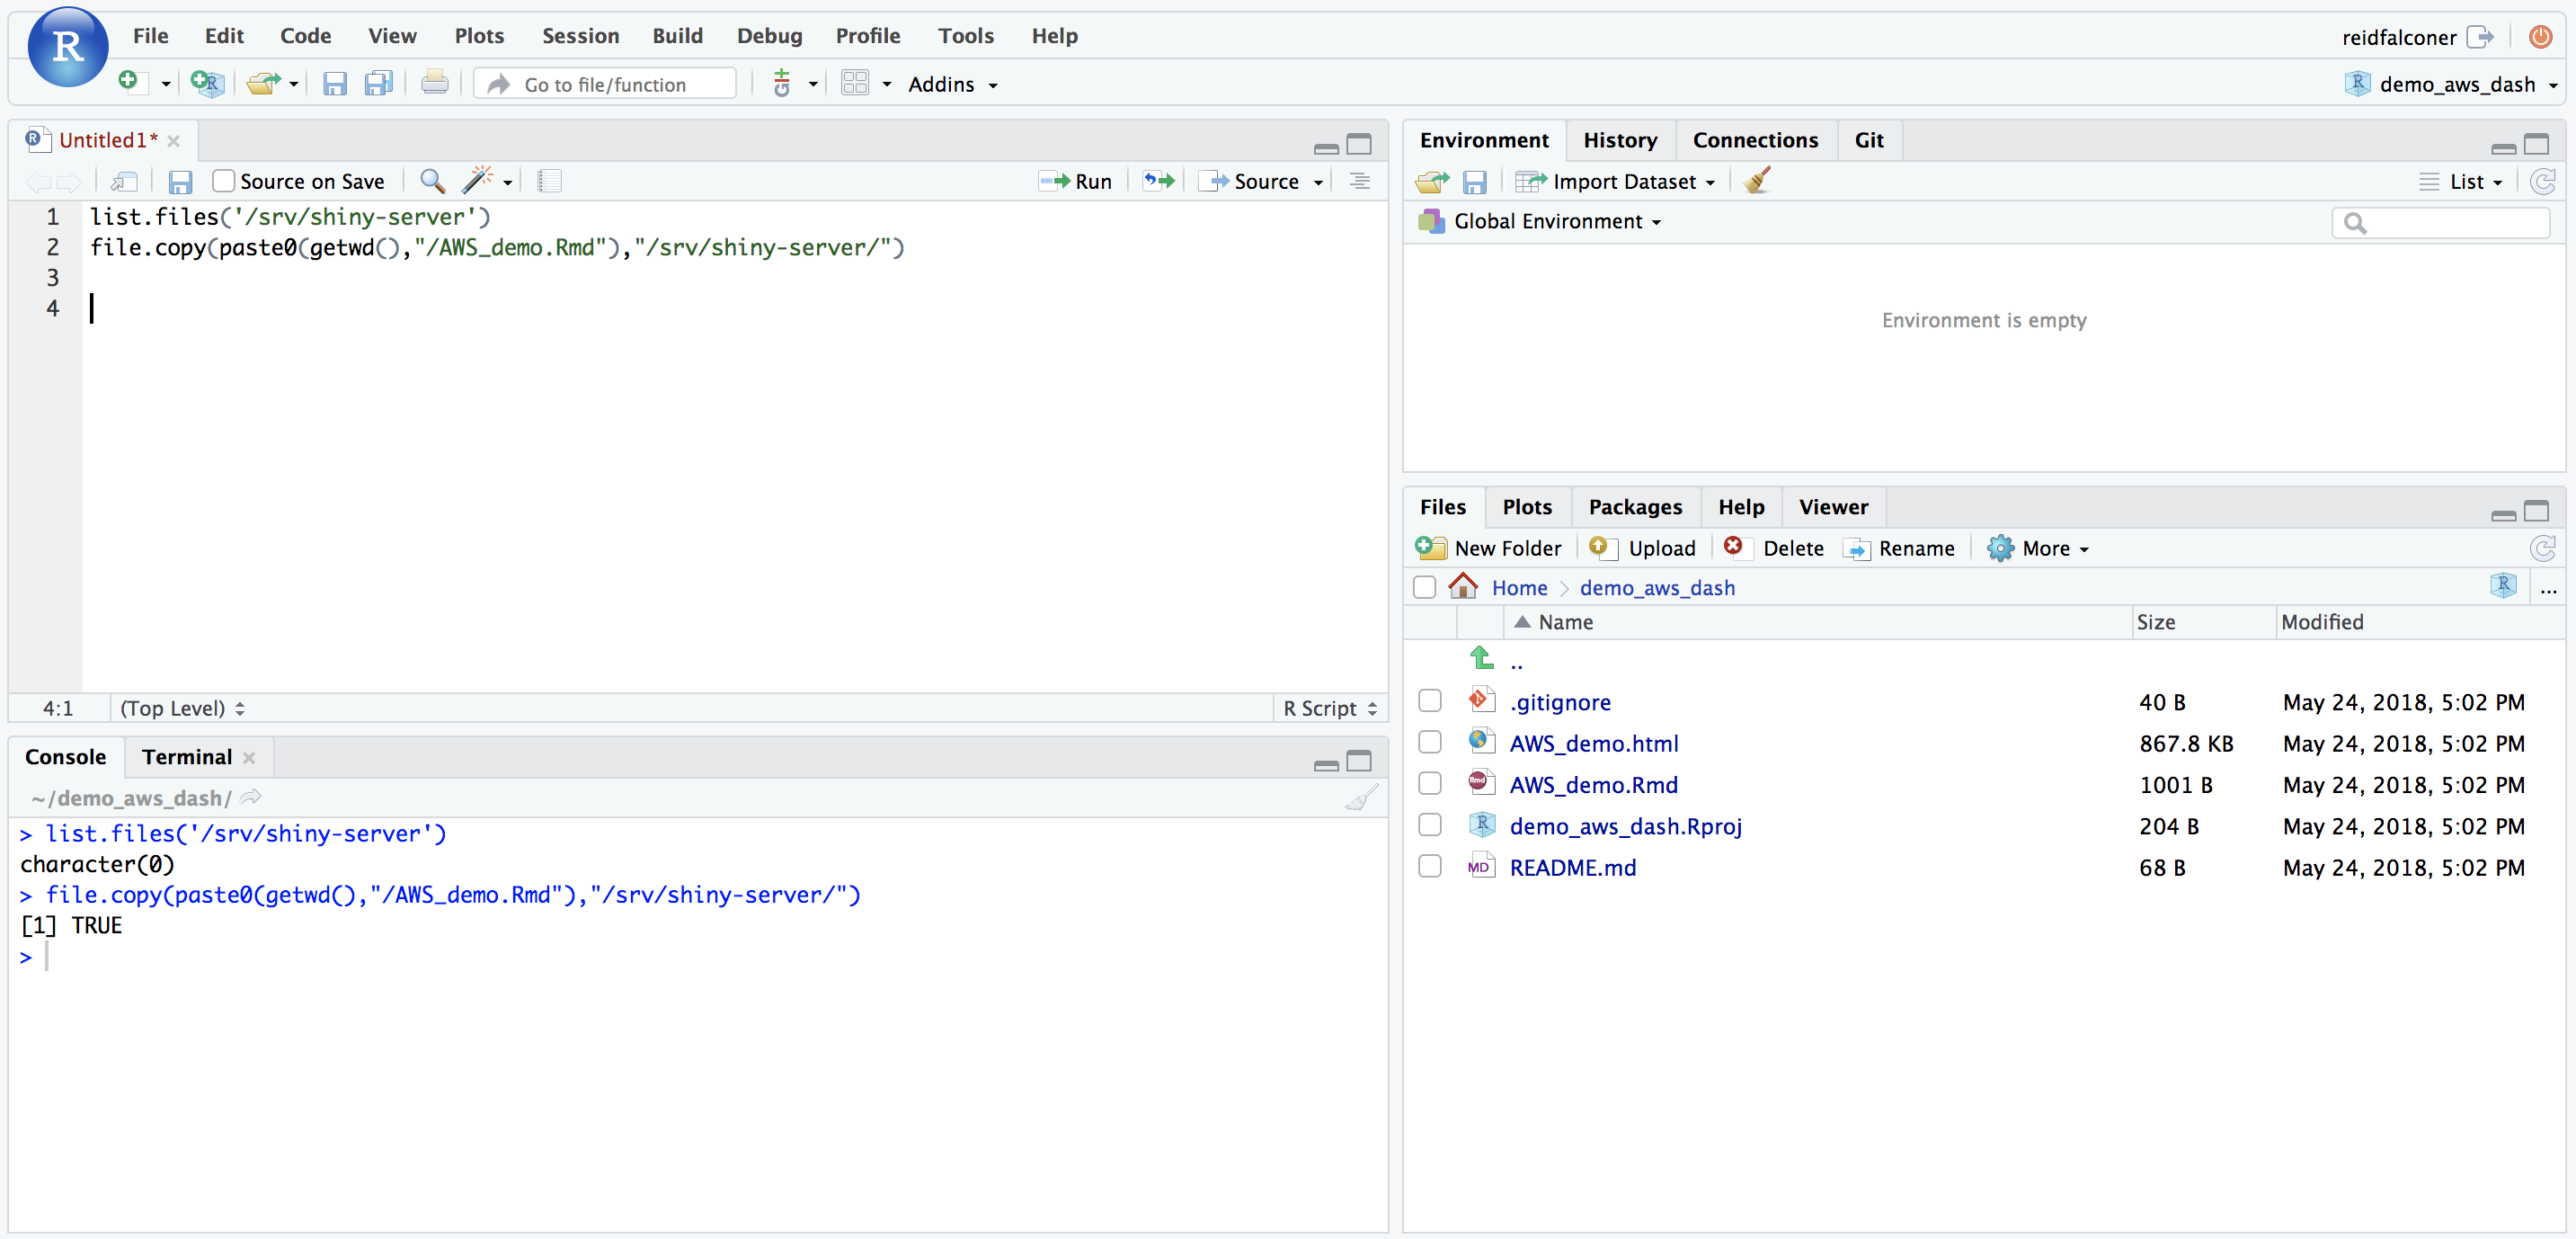 R
File Edit Code View Plots Session Build Debug Profile Tools Help
reidfalconer
Go to file/function
Addins
demo_aws_dash
Untitled1*
Source on Save
Run
Source
1 list.files('/srv/shiny-server')
2 file.copy(paste0(getwd(),"/AWS_demo.Rmd"),"/srv/shiny-server/")
3
4
4:1 (Top Level)
R Script
Console Terminal
~/demo_aws_dash/
> list.files('/srv/shiny-server')
character(0)
> file.copy(paste0(getwd(),"/AWS_demo.Rmd"),"/srv/shiny-server/")
[1] TRUE
>
Environment History Connections Git
Import Dataset
List
Global Environment
Environment is empty
Files Plots Packages Help Viewer
New Folder Upload Delete Rename More
Home demo_aws_dash
...
Name Size Modified
..
.gitignore 40 B May 24, 2018, 5:02 PM
AWS_demo.html 867.8 KB May 24, 2018, 5:02 PM
AWS_demo.Rmd 1001 B May 24, 2018, 5:02 PM
demo_aws_dash.Rproj 204 B May 24, 2018, 5:02 PM
README.md 68 B May 24, 2018, 5:02 PM